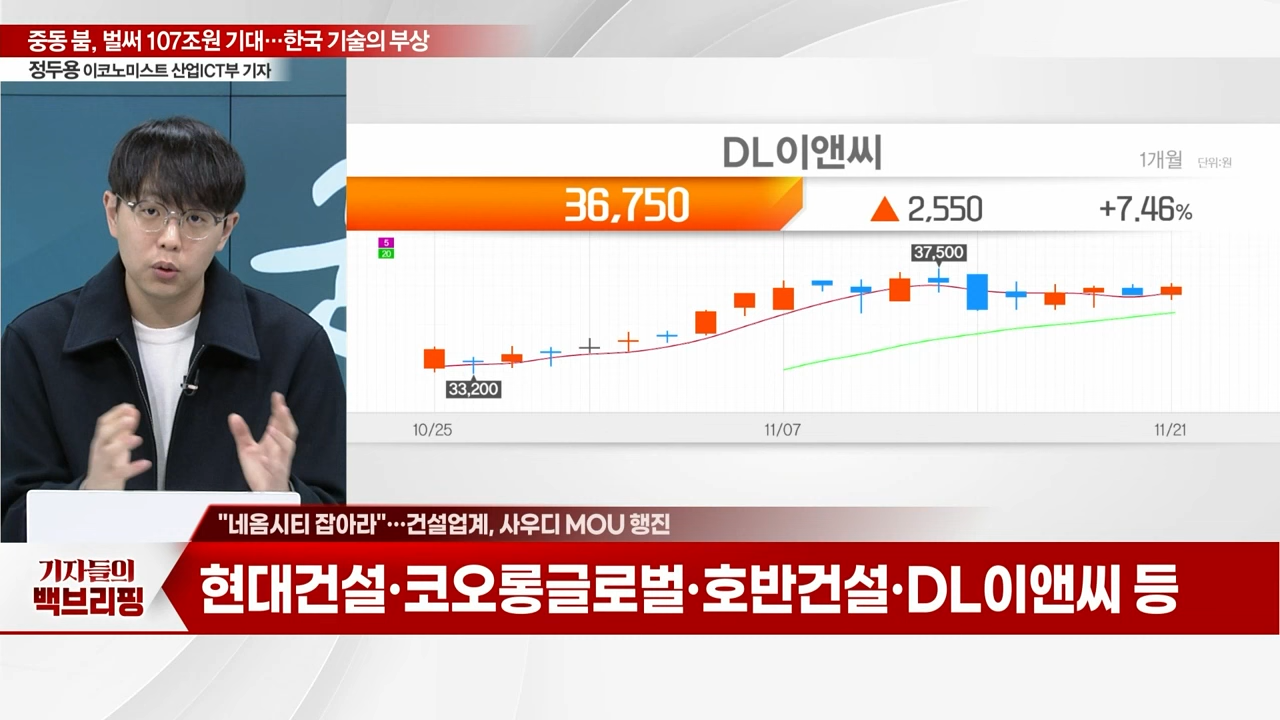 중동 붐, 벌써 107조원 기대…한국 기술의 부상
정두용 이코노미스트 산업ICT부 기자
DL이앤씨
1개월 단위:원
36,750 ▲ 2,550 +7.46%
5
20
37,500
33,200
10/25 11/07 11/21
"네옴시티 잡아라"…건설업계, 사우디 MOU 행진
기자들의
백브리핑
현대건설·코오롱글로벌·호반건설·DL이앤씨 등